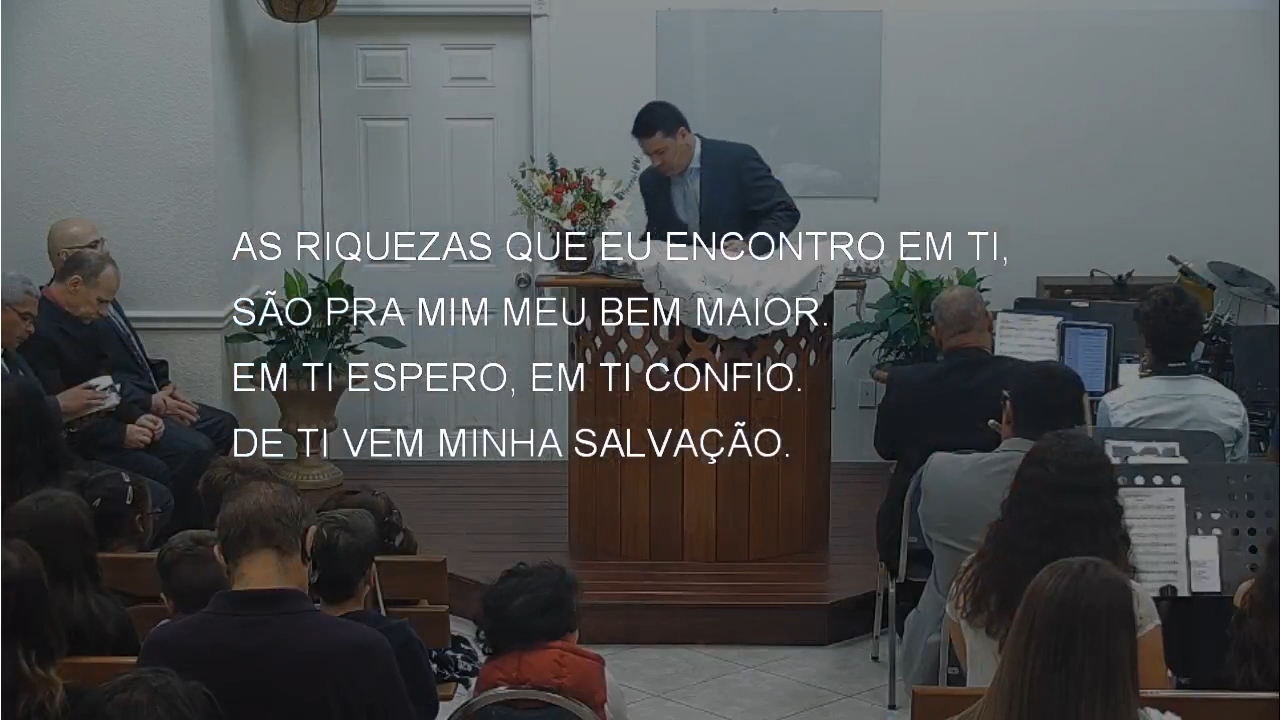 AS RIQUEZAS QUE EU ENCONTRO EM TI,
SÃO PRA MIM MEU BEM MAIOR.
EM TI ESPERO, EM TI CONFIO.
DE TI VEM MINHA SALVAÇÃO.